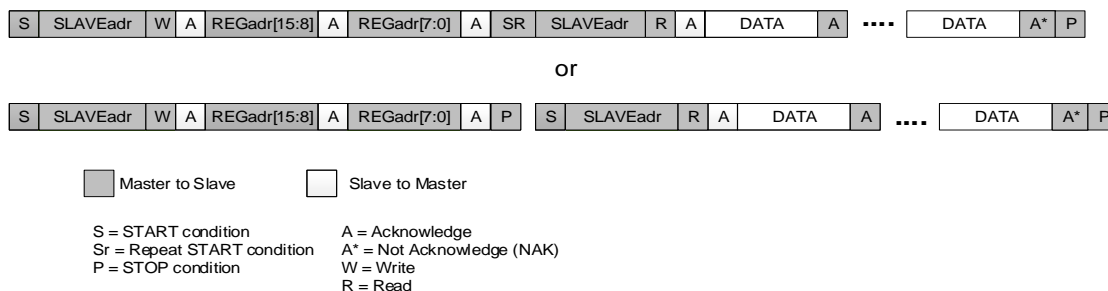 S SLAVEadr W A REGadr[15:8] A REGadr[7:0] A SR SLAVEadr R A DATA A .... DATA A* P
or
S SLAVEadr W A REGadr[15:8] A REGadr[7:0] A P S SLAVEadr R A DATA A .... DATA A* P
Master to Slave Slave to Master
S = START condition A = Acknowledge
Sr = Repeat START condition A* = Not Acknowledge (NAK)
P = STOP condition W = Write
R = Read